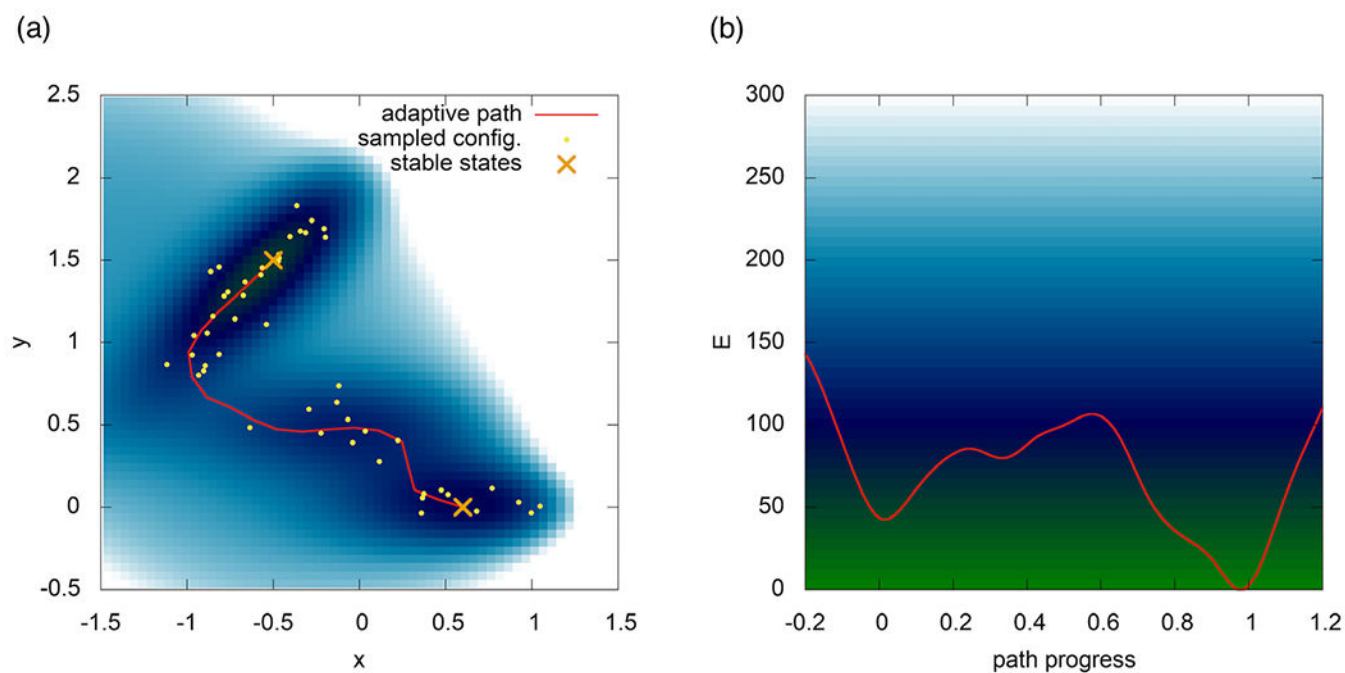 (a)
(b)
2.5
2
1.5
1
0.5
0
-0.5
y
adaptive path
sampled config.
stable states
-1.5 -1 -0.5 0 0.5 1 1.5
x
300
250
200
150
100
50
0
E
-0.2 0 0.2 0.4 0.6 0.8 1 1.2
path progress